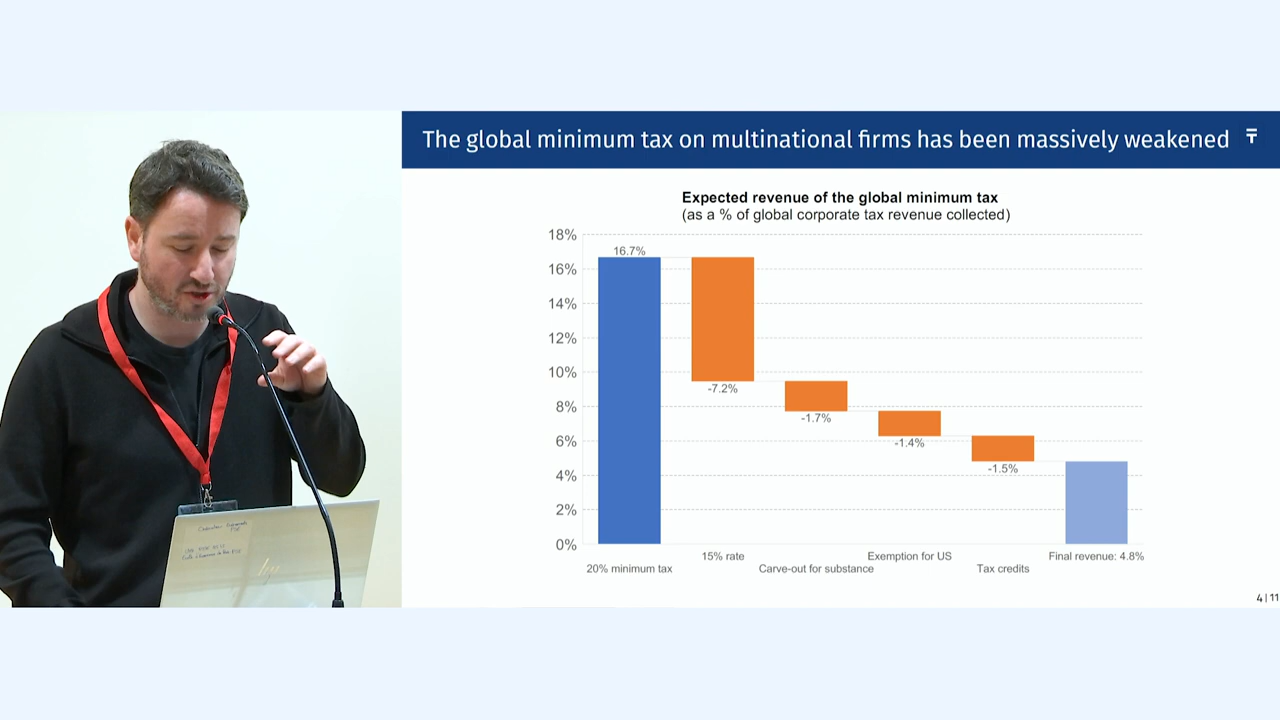 The global minimum tax on multinational firms has been massively weakened
Expected revenue of the global minimum tax
(as a % of global corporate tax revenue collected)
18%
16%
14%
12%
10%
8%
6%
4%
2%
0%
16.7%
-7.2%
-1.7%
-1.4%
-1.5%
20% minimum tax
15% rate
Carve-out for substance
Exemption for US
Tax credits
Final revenue: 4.8%
4|11
hp